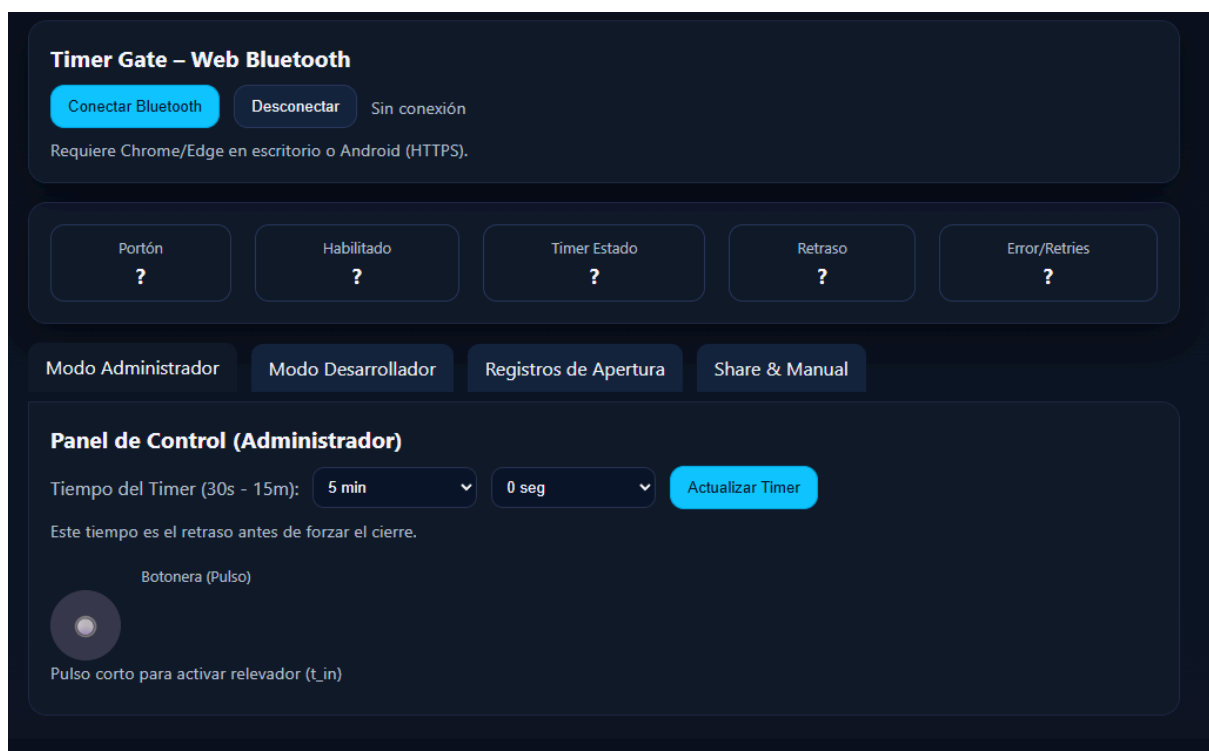 Timer Gate – Web Bluetooth
Conectar Bluetooth Desconectar Sin conexión
Requiere Chrome/Edge en escritorio o Android (HTTPS).
Portón Habilitado Timer Estado Retraso Error/Retries
? ? ? ? ?
Modo Administrador Modo Desarrollador Registros de Apertura Share & Manual
Panel de Control (Administrador)
Tiempo del Timer (30s - 15m): 5 min 0 seg Actualizar Timer
Este tiempo es el retraso antes de forzar el cierre.
Botonera (Pulso)
Pulso corto para activar relevador (t_in)